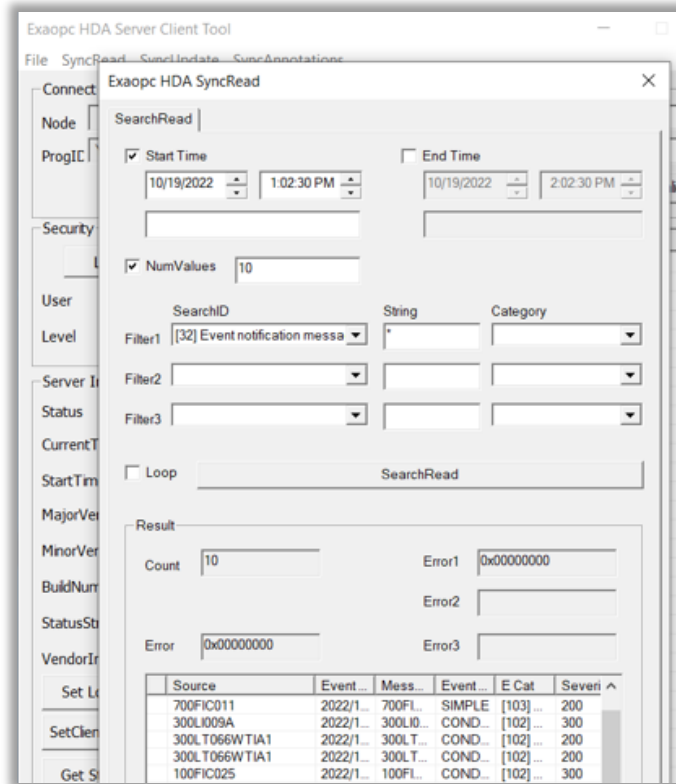 Exaopc HDA Server Client Tool
File SyncRead SyncUpdate SyncAnnotations
Connect
Node
ProgID
Security
User
Level
Server In
Status
CurrentT
StartTim
MajorVer
MinorVer
BuildNum
StatusStr
VendorIn
Set Lo
SetClien
Get S
Exaopc HDA SyncRead
SearchRead
Start Time
End Time
10/19/2022 1:02:30 PM
10/19/2022 2:02:30 PM
NumValues 10
SearchID String Category
Filter1 [32] Event notification messa *
Filter2
Filter3
Loop SearchRead
Result
Count 10 Error1 0x00000000
Error2
Error 0x00000000 Error3
Source Event... Mess... Event... E Cat Severi
700FIC011 2022/1... 700FI... SIMPLE [103] ... 200
300LI009A 2022/1... 300LI0... COND... [102] ... 300
300LT066WTIA1 2022/1... 300LT... COND... [102] ... 200
300LT066WTIA1 2022/1... 300LT... COND... [102] ... 200
100FIC025 2022/1... 100FI... COND... [102] ... 300